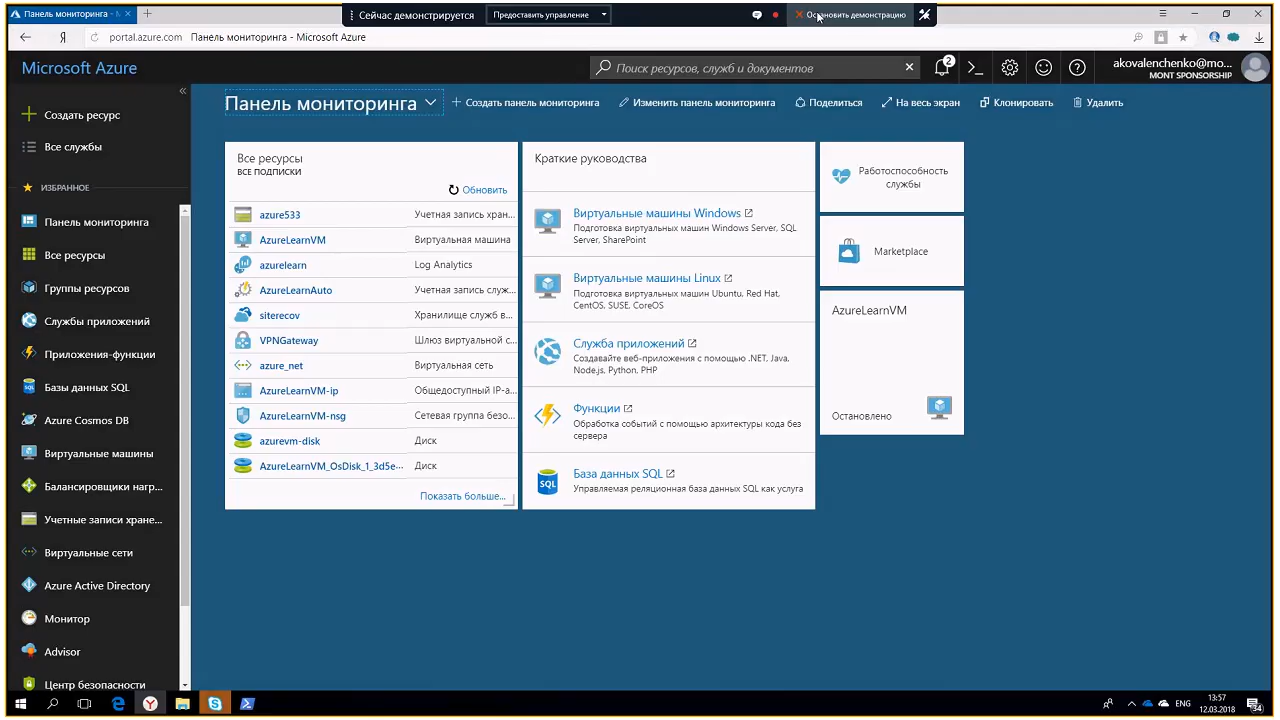 Панель мониторинга - M
Сейчас демонстрируется
Предоставить управление
Остановить демонстрацию
Я
portal.azure.com
Панель мониторинга - Microsoft Azure
Microsoft Azure
Поиск ресурсов, служб и документов
2
akovalenchenko@mo...
MONT SPONSORSHIP
Создать ресурс
Все службы
ИЗБРАННОЕ
Панель мониторинга
Все ресурсы
Группы ресурсов
Службы приложений
Приложения-функции
Базы данных SQL
Azure Cosmos DB
Виртуальные машины
Балансировщики нагр...
Учетные записи хране...
Виртуальные сети
Azure Active Directory
Монитор
Advisor
Центр безопасности
Панель мониторинга
Создать панель мониторинга
Изменить панель мониторинга
Поделиться
На весь экран
Клонировать
Удалить
Все ресурсы
ВСЕ ПОДПИСКИ
Обновить
azure533 Учетная запись хран...
AzureLearnVM Виртуальная машина
azurelearn Log Analytics
AzureLearnAuto Учетная запись служ...
siterecov Хранилище служб в...
VPNGateway Шлюз виртуальной с...
azure_net Виртуальная сеть
AzureLearnVM-ip Общедоступный IP-а...
AzureLearnVM-nsg Сетевая группа безо...
azurevm-disk Диск
AzureLearnVM_OsDisk_1_3d5e... Диск
Показать больше...
Краткие руководства
Виртуальные машины Windows
Подготовка виртуальных машин Windows Server, SQL
Server, SharePoint
Виртуальные машины Linux
Подготовка виртуальных машин Ubuntu, Red Hat,
CentOS, SUSE, CoreOS
Служба приложений
Создавайте веб-приложения с помощью .NET, Java,
Node.js, Python, PHP
Функции
Обработка событий с помощью архитектуры кода без
сервера
SQL
База данных SQL
Управляемая реляционная база данных SQL как услуга
Работоспособность
службы
Marketplace
AzureLearnVM
Остановлено
ENG
13:57
12.03.2018
34